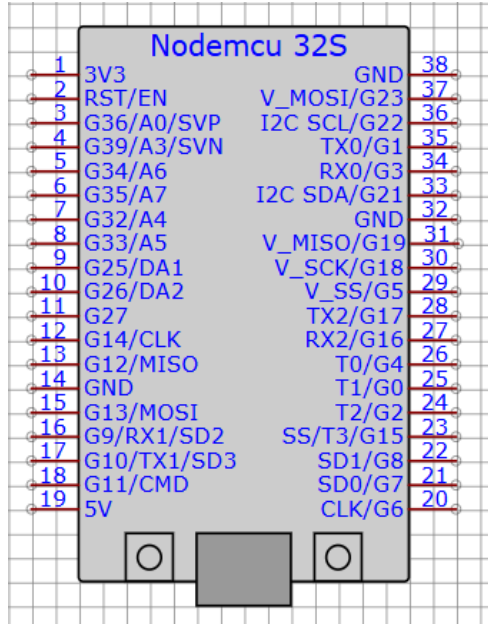 Nodemcu 32S
1 3V3 GND 38
2 RST/EN V_MOSI/G23 37
3 G36/A0/SVP I2C SCL/G22 36
4 G39/A3/SVN TX0/G1 35
5 G34/A6 RX0/G3 34
6 G35/A7 I2C SDA/G21 33
7 G32/A4 GND 32
8 G33/A5 V_MISO/G19 31
9 G25/DA1 V_SCK/G18 30
10 G26/DA2 V_SS/G5 29
11 G27 TX2/G17 28
12 G14/CLK RX2/G16 27
13 G12/MISO T0/G4 26
14 GND T1/G0 25
15 G13/MOSI T2/G2 24
16 G9/RX1/SD2 SS/T3/G15 23
17 G10/TX1/SD3 SD1/G8 22
18 G11/CMD SD0/G7 21
19 5V CLK/G6 20